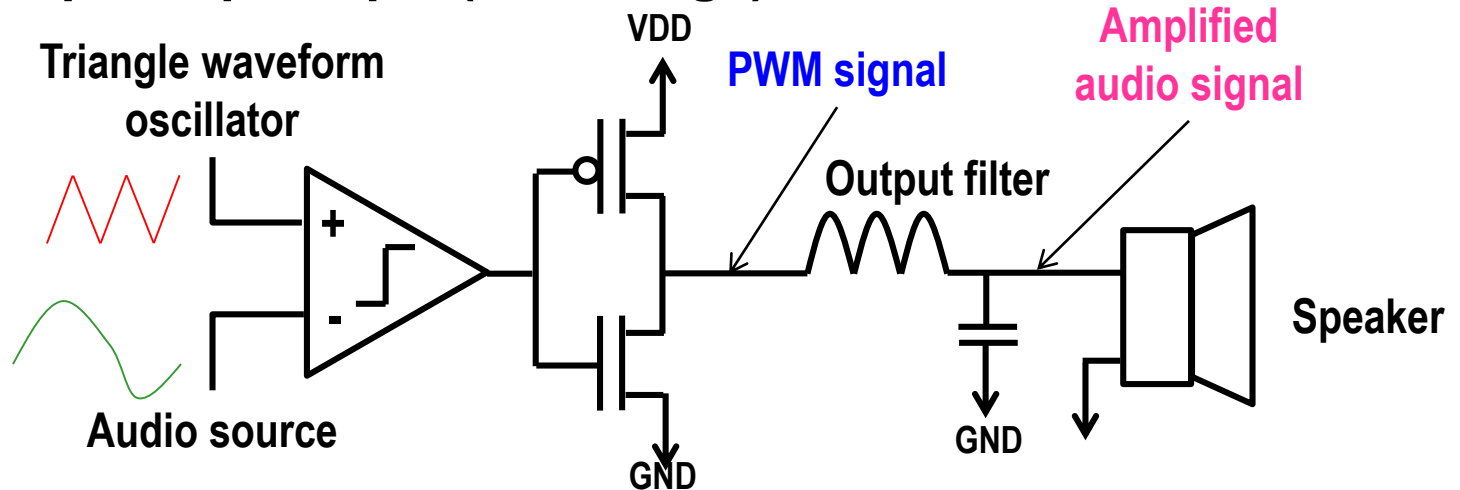 Triangle waveform
oscillator
VDD
PWM signal
Amplified
audio signal
Output filter
+
-
Speaker
Audio source
GND
GND